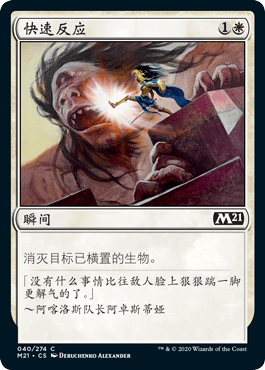 快速反应 1
瞬间 M21
消灭目标已横置的生物。
「没有什么事情比往敌人脸上狠狠踹一脚
更解气的了。」
～阿喀洛斯队长阿卓斯蒂娅
040/274 C
M21 • CS DEBUCHENKO ALEXANDER
™ & © 2020 Wizards of the Coast